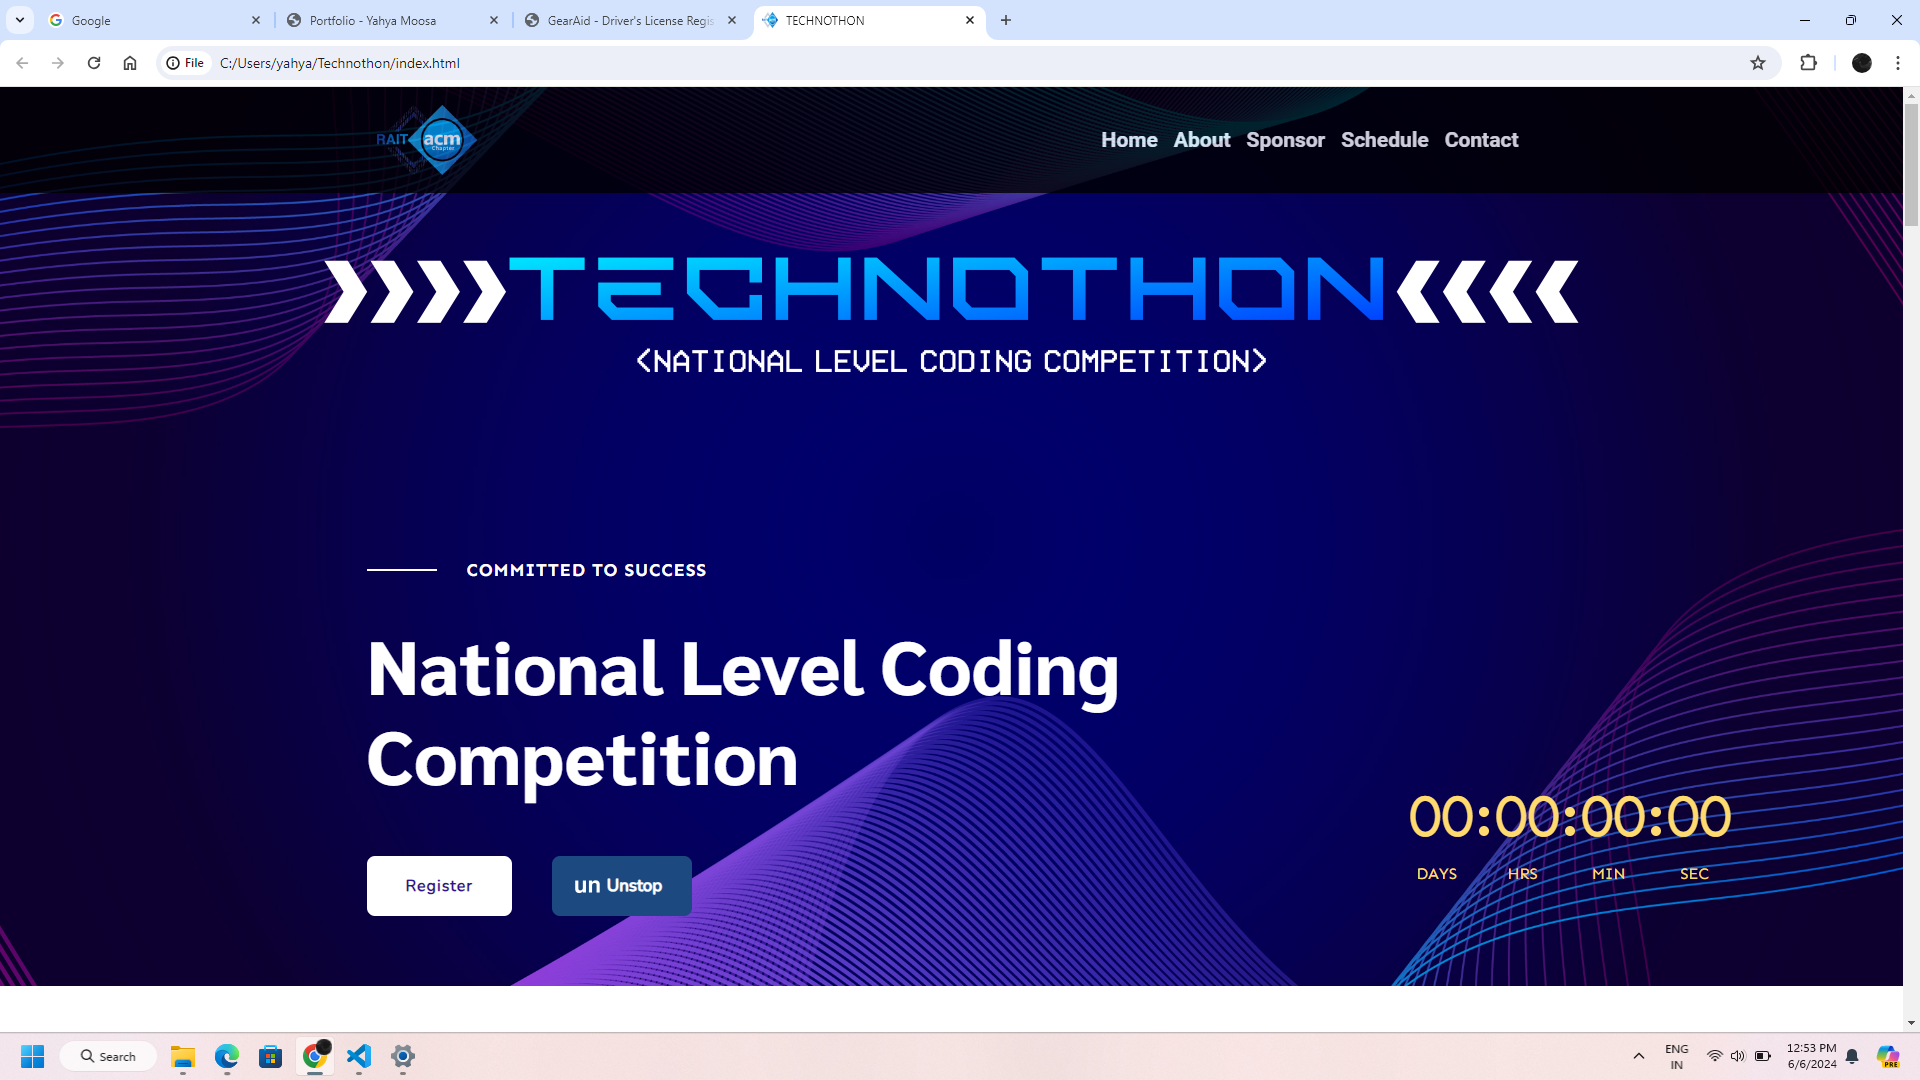 Google
Portfolio - Yahya Moosa
GearAid - Driver's License Regis
TECHNOTHON
File
C:/Users/yahya/Technothon/index.html
RAIT acm
Chapter
Home About Sponsor Schedule Contact
TECHNOTHON
<NATIONAL LEVEL CODING COMPETITION>
COMMITTED TO SUCCESS
National Level Coding
Competition
00:00:00:00
DAYS HRS MIN SEC
Register
un Unstop
Search
ENG
IN
12:53 PM
6/6/2024
PRE